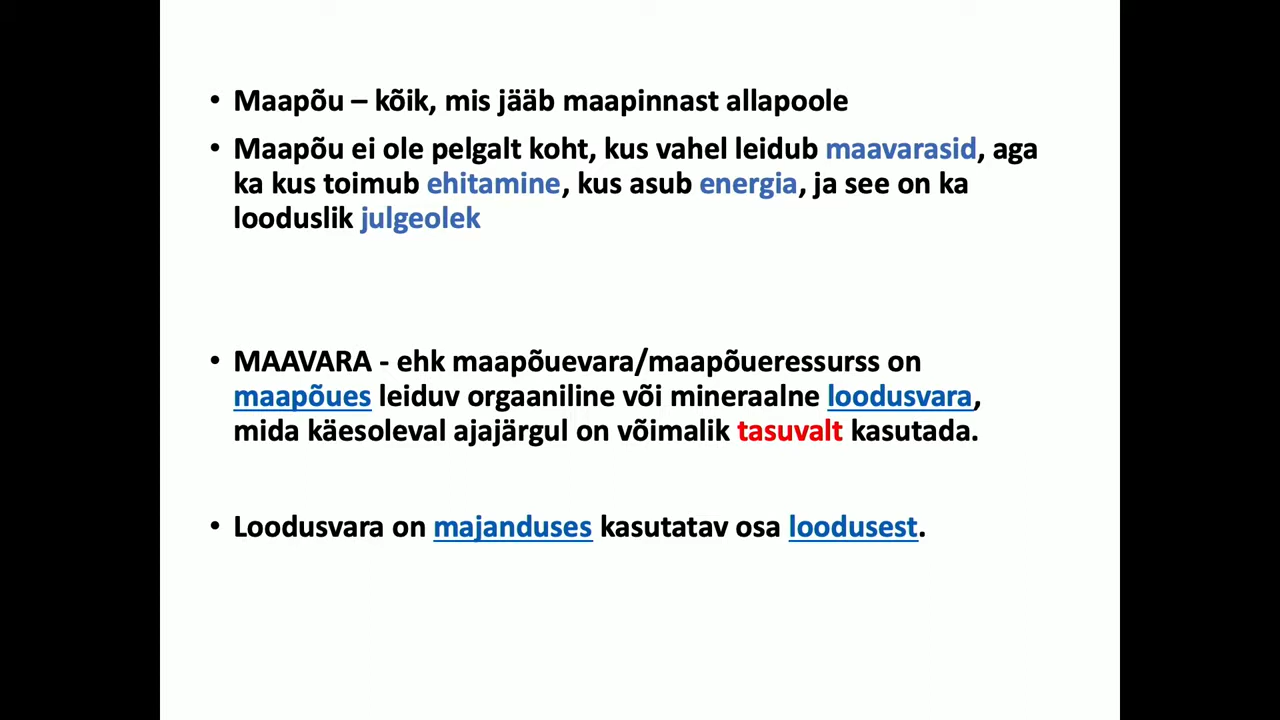 • Maapõu – kõik, mis jääb maapinnast allapoole
• Maapõu ei ole pelgalt koht, kus vahel leidub maavarasid, aga
ka kus toimub ehitamine, kus asub energia, ja see on ka
looduslik julgeolek
• MAAVARA - ehk maapõuevara/maapõueressurss on
maapõues leiduv orgaaniline või mineraalne loodusvara,
mida käesoleval ajajärgul on võimalik tasuvalt kasutada.
• Loodusvara on majanduses kasutatav osa loodusest.